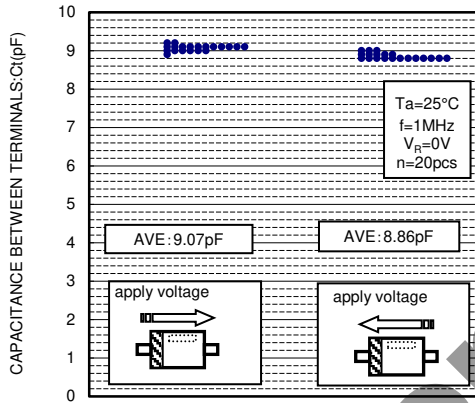 CAPACITANCE BETWEEN TERMINALS:Ct(pF)
10
9
8
7
6
5
4
3
2
1
0
Ta=25°C
f=1MHz
VR=0V
n=20pcs
AVE:9.07pF
AVE:8.86pF
apply voltage
apply voltage